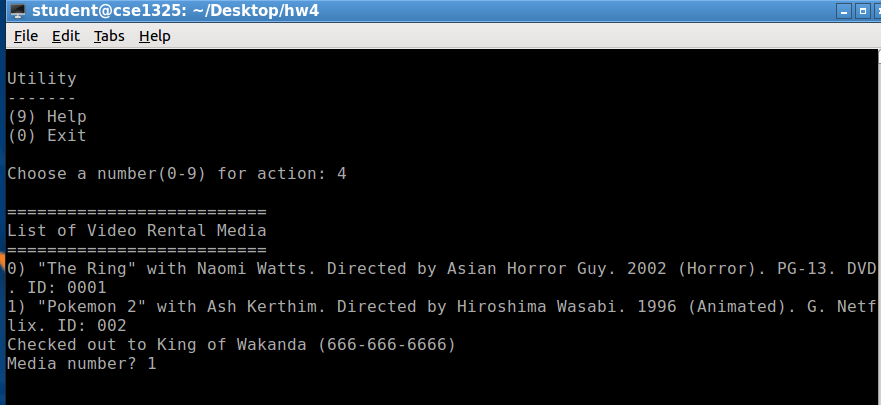 student@cse1325: ~/Desktop/hw4
File Edit Tabs Help
Utility
-------
(9) Help
(0) Exit
Choose a number(0-9) for action: 4
==========================
List of Video Rental Media
==========================
0) "The Ring" with Naomi Watts. Directed by Asian Horror Guy. 2002 (Horror). PG-13. DVD
. ID: 0001
1) "Pokemon 2" with Ash Kerthim. Directed by Hiroshima Wasabi. 1996 (Animated). G. Netf
lix. ID: 002
Checked out to King of Wakanda (666-666-6666)
Media number? 1